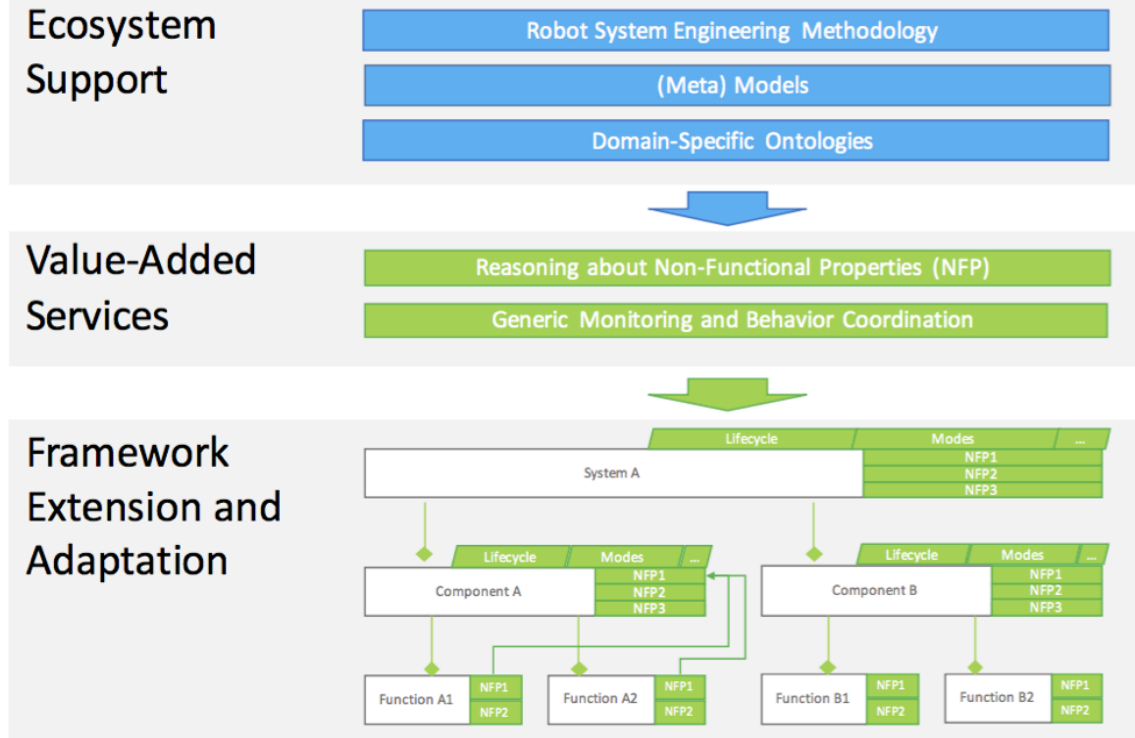 Ecosystem
Support
Robot System Engineering Methodology
(Meta) Models
Domain-Specific Ontologies
Value-Added
Services
Reasoning about Non-Functional Properties (NFP)
Generic Monitoring and Behavior Coordination
Framework
Extension and
Adaptation
Lifecycle Modes ...
System A
NFP1
NFP2
NFP3
Lifecycle Modes ...
Component A
NFP1
NFP2
NFP3
Lifecycle Modes ...
Component B
NFP1
NFP2
NFP3
Function A1
NFP1
NFP2
Function A2
NFP1
NFP2
Function B1
NFP1
NFP2
Function B2
NFP1
NFP2